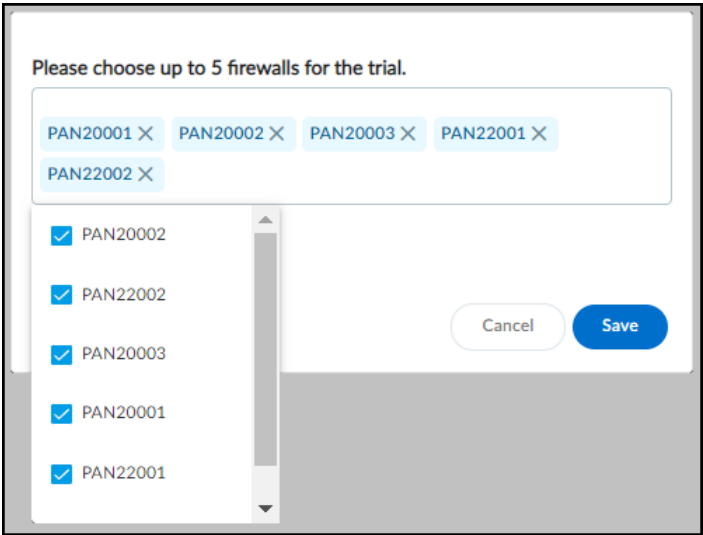 Please choose up to 5 firewalls for the trial.
PAN20001 PAN20002 PAN20003 PAN22001
PAN22002
PAN20002
PAN22002
PAN20003
PAN20001
PAN22001
Cancel Save